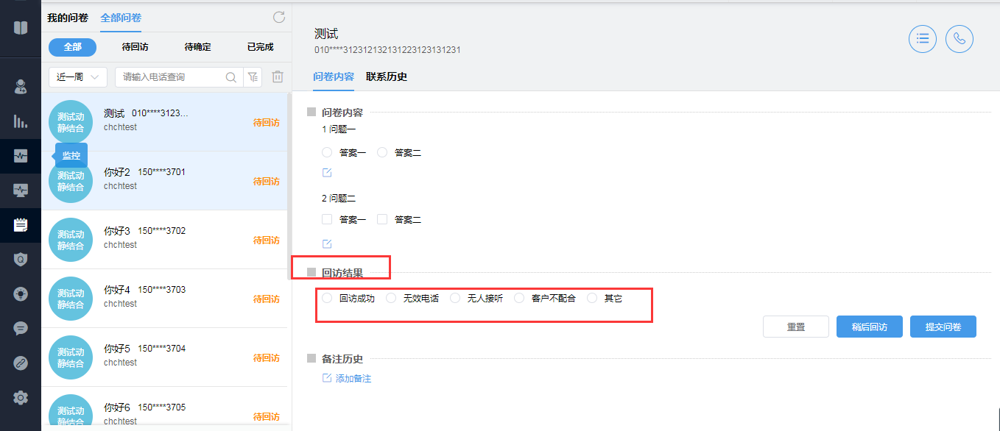 我的问卷 全部问卷
全部 待回访 待确定 已完成
近一周 请输入电话查询
测试动
静结合
测试 010****3123...
chchtest
待回访
监控
测试动
静结合
你好2 150****3701
chchtest
待回访
测试动
静结合
你好3 150****3702
chchtest
待回访
测试动
静结合
你好4 150****3703
chchtest
待回访
测试动
静结合
你好5 150****3704
chchtest
待回访
测试动
静结合
你好6 150****3705
chchtest
待回访
测试
010****312312132131223123131231
问卷内容 联系历史
问卷内容
1 问题一
答案一 答案二
2 问题二
答案一 答案二
回访结果
回访成功 无效电话 无人接听 客户不配合 其它
重置 稍后回访 提交问卷
备注历史
添加备注